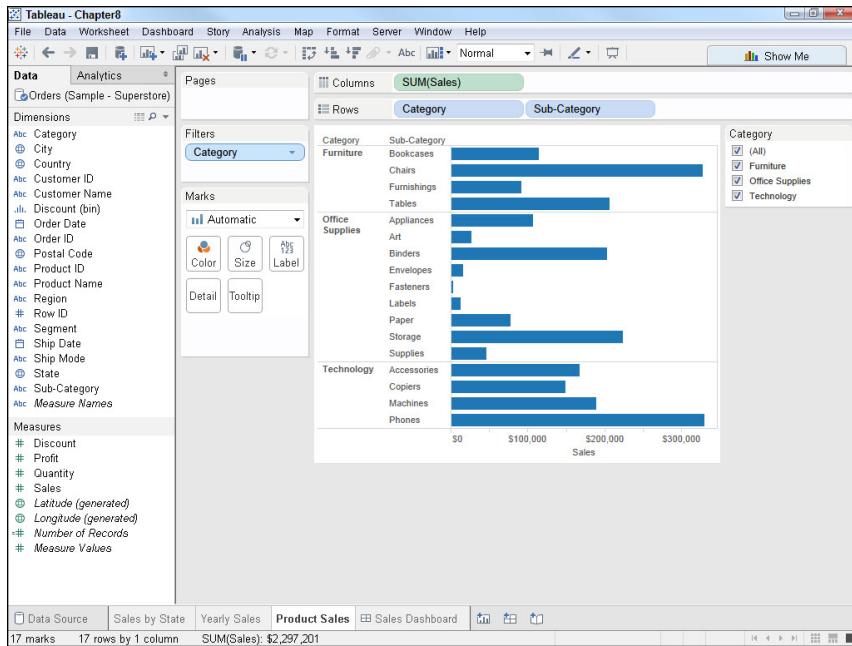 Tableau - Chapter8
File Data Worksheet Dashboard Story Analysis Map Format Server Window Help
Abc Normal Show Me
Data Analytics
Orders (Sample - Superstore)
Dimensions
Abc Category
City
Country
Abc Customer ID
Abc Customer Name
Discount (bin)
Order Date
Abc Order ID
Postal Code
Abc Product ID
Abc Product Name
Abc Region
# Row ID
Abc Segment
Ship Date
Abc Ship Mode
State
Abc Sub-Category
Abc Measure Names
Measures
# Discount
# Profit
# Quantity
# Sales
Latitude (generated)
Longitude (generated)
=# Number of Records
# Measure Values
Pages
Filters
Category
Marks
Automatic
Color Size Abc 123 Label
Detail Tooltip
Columns SUM(Sales)
Rows Category Sub-Category
Category Sub-Category
Furniture Bookcases
Chairs
Furnishings
Tables
Office Supplies Appliances
Art
Binders
Envelopes
Fasteners
Labels
Paper
Storage
Supplies
Technology Accessories
Copiers
Machines
Phones
$0 $100,000 $200,000 $300,000
Sales
Category
(All)
Furniture
Office Supplies
Technology
Data Source Sales by State Yearly Sales Product Sales Sales Dashboard
17 marks 17 rows by 1 column SUM(Sales): $2,297,201